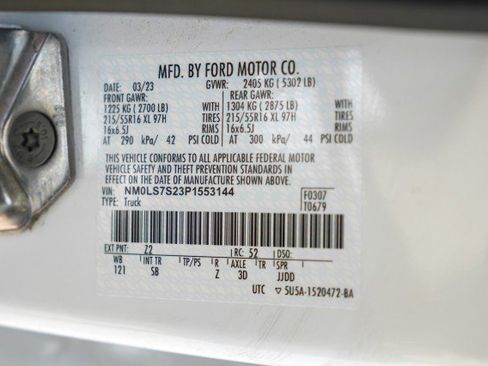 MFD. BY FORD MOTOR CO.
DATE: 03/23 GVWR: 2405 KG (5302 LB)
FRONT GAWR: REAR GAWR:
1225 KG (2700 LB) WITH 1304 KG (2875 LB) WITH
215/55R16 XL 97H TIRES 215/55R16 XL 97H TIRES
16x6.5J RIMS 16x6.5J RIMS
AT 290 kPa/ 42 PSI COLD AT 300 kPa/ 44 PSI COLD
THIS VEHICLE CONFORMS TO ALL APPLICABLE FEDERAL MOTOR
VEHICLE SAFETY AND THEFT PREVENTION STANDARDS IN
EFFECT ON THE DATE OF MANUFACTURE SHOWN ABOVE.
VIN: NM0LS7S23P1553144 F0307
TYPE: Truck T0679
EXT PNT: Z2 RC: 52 DSO:
WB INT TR TP/PS R AXLE TR SPR
121 SB Z 3D JJDD
UTC ▽ 5U5A-1520472-BA